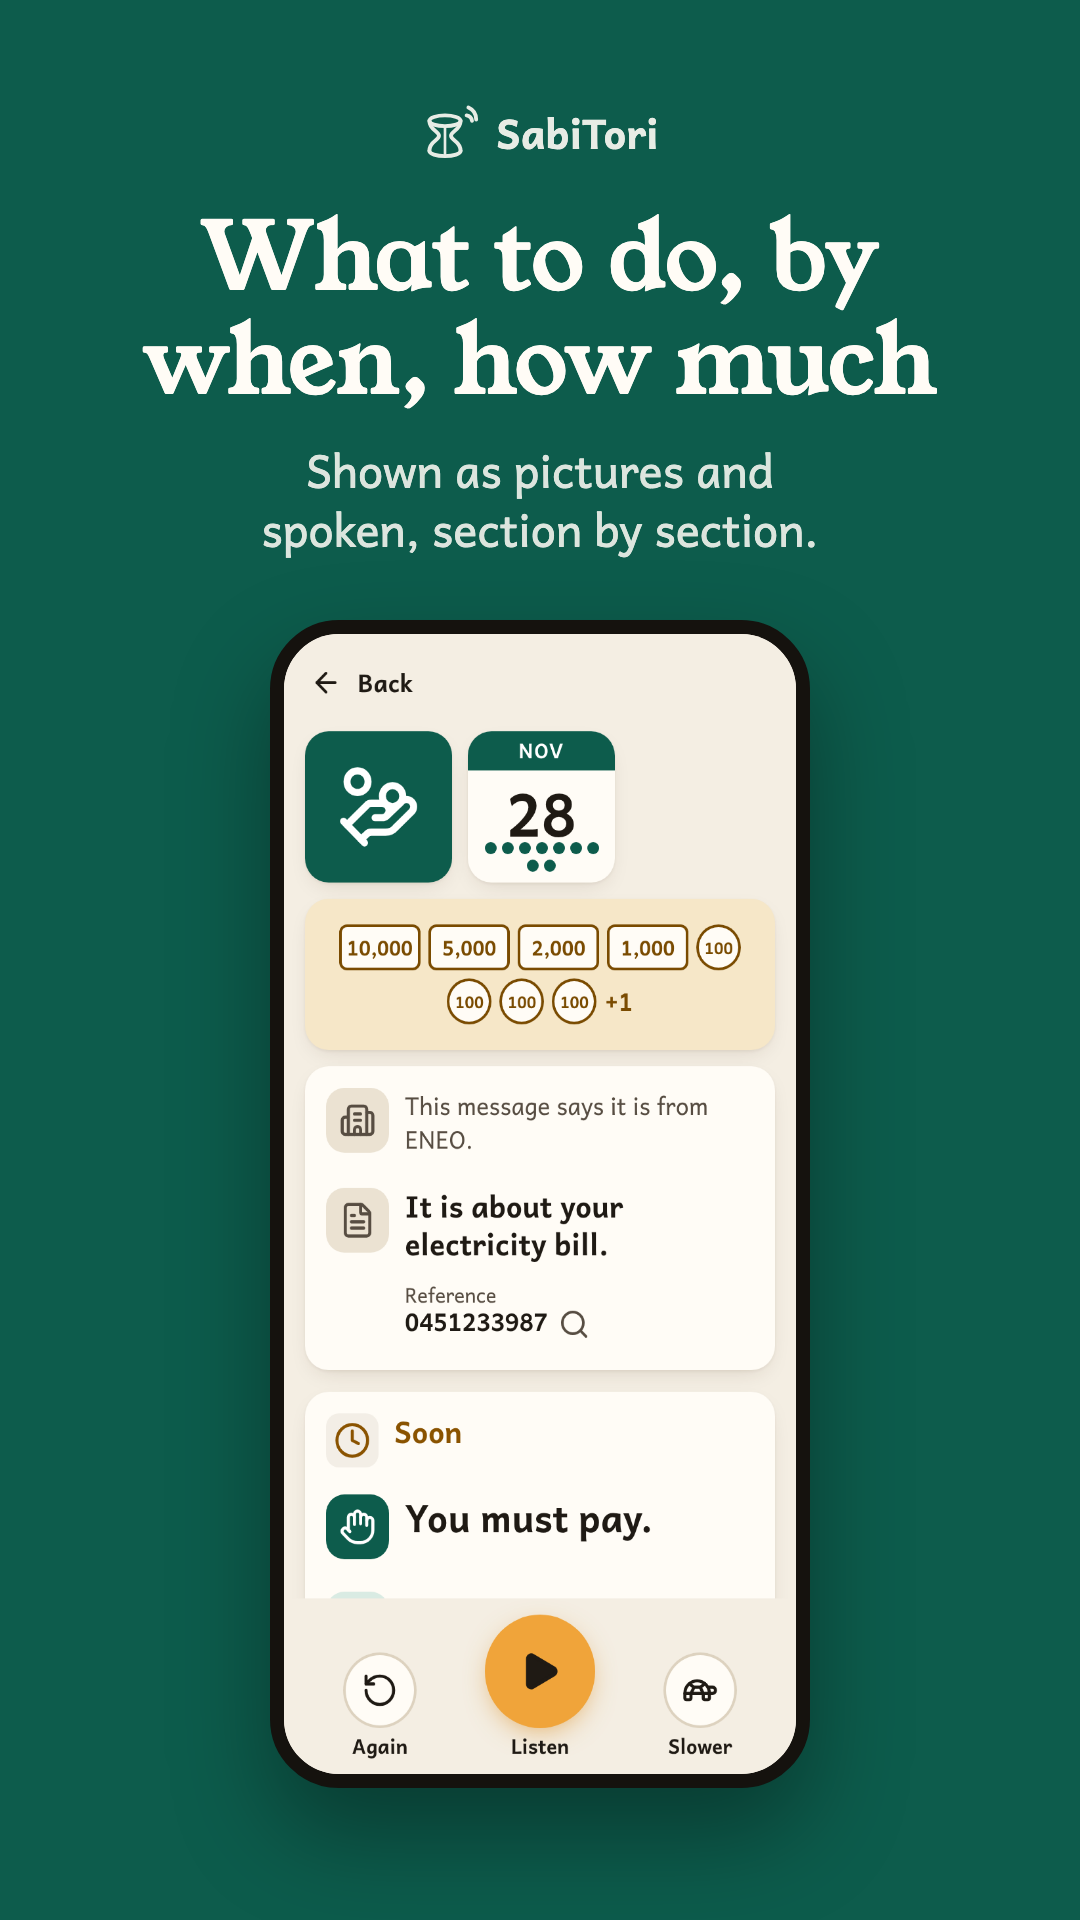 SabiTori
What to do, by
when, how much
Shown as pictures and
spoken, section by section.
Back
NOV
28
10,000 5,000 2,000 1,000 100
100 100 100 +1
This message says it is from
ENEO.
It is about your
electricity bill.
Reference
0451233987
Soon
You must pay.
Again Listen Slower